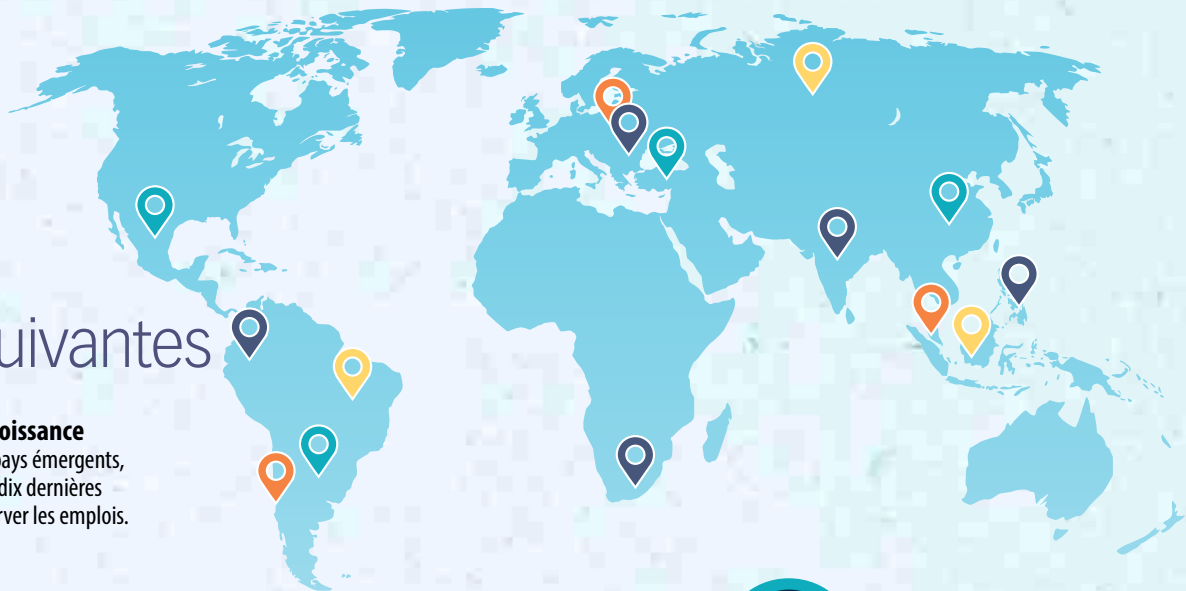 uivantes
oissance
pays émergents,
dix dernières
rver les emplois.